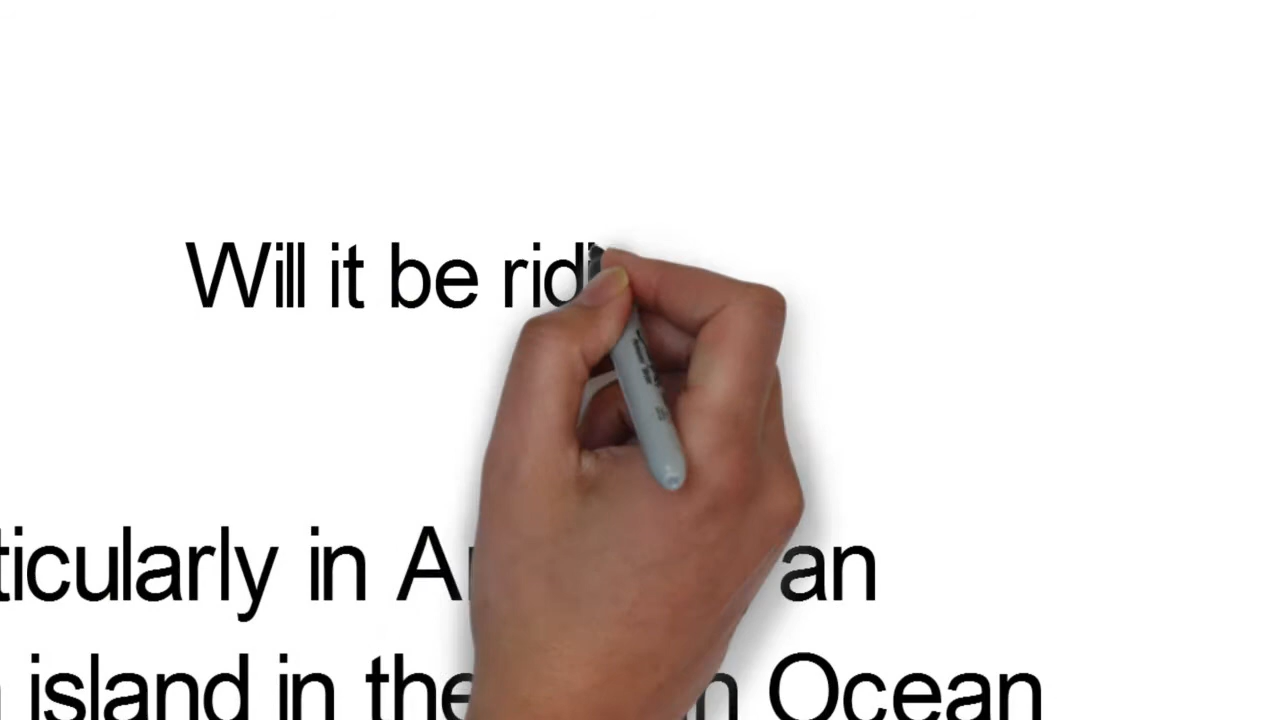 Will it be rid
ticularly in A an
island in the n Ocean